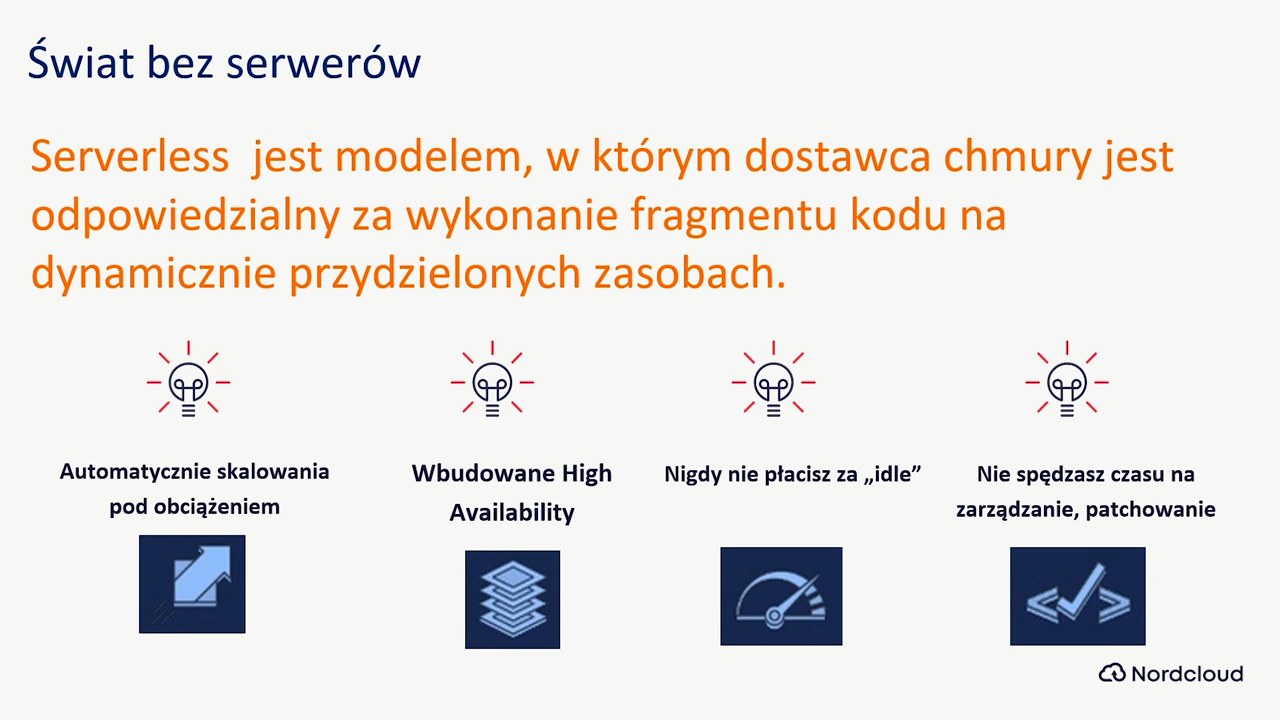 Świat bez serwerów
Serverless jest modelem, w którym dostawca chmury jest
odpowiedzialny za wykonanie fragmentu kodu na
dynamicznie przydzielonych zasobach.
Automatycznie skalowania
pod obciążeniem
Wbudowane High
Availability
Nigdy nie płacisz za „idle”
Nie spędzasz czasu na
zarządzanie, patchowanie
Nordcloud